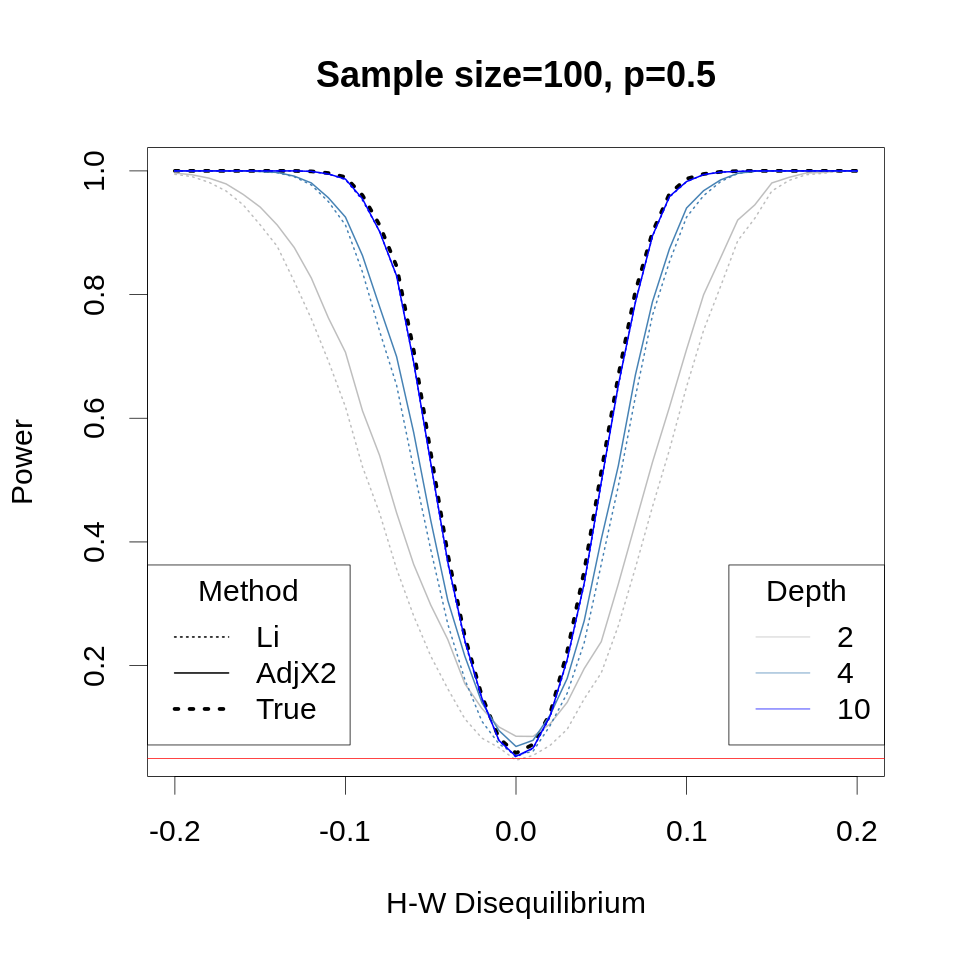 Sample size=100, p=0.5
Power
1.0
0.8
0.6
0.4
0.2
Method
Li
AdjX2
True
Depth
2
4
10
-0.2 -0.1 0.0 0.1 0.2
H-W Disequilibrium